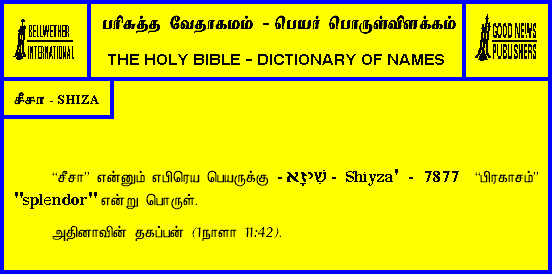 BELLWETHER
INTERNATIONAL
பரிசுத்த வேதாகமம் - பெயர் பொருள்விளக்கம்
THE HOLY BIBLE - DICTIONARY OF NAMES
GOOD NEWS
PUBLISHERS
சீசா - SHIZA
“சீசா” என்னும் எபிரெய பெயருக்கு - שִׁיזָא - Shiyza' - 7877 “பிரகாசம்”
"splendor" என்று பொருள்.
அதினாவின் தகப்பன் (1நாளா 11:42).